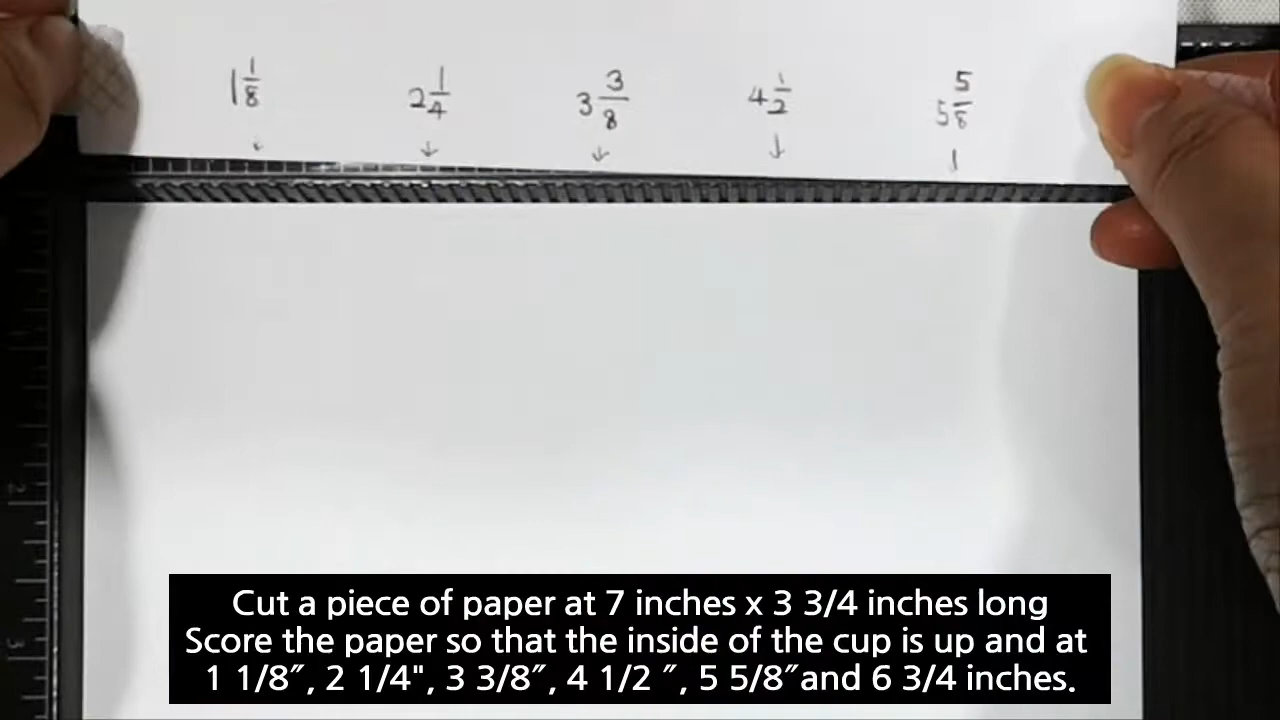 1 1/8 2 1/4 3 3/8 4 1/2 5 5/8
↓ ↓ ↓ ↓ |
2
3
Cut a piece of paper at 7 inches x 3 3/4 inches long
Score the paper so that the inside of the cup is up and at
1 1/8″, 2 1/4", 3 3/8″, 4 1/2 ″, 5 5/8″and 6 3/4 inches.